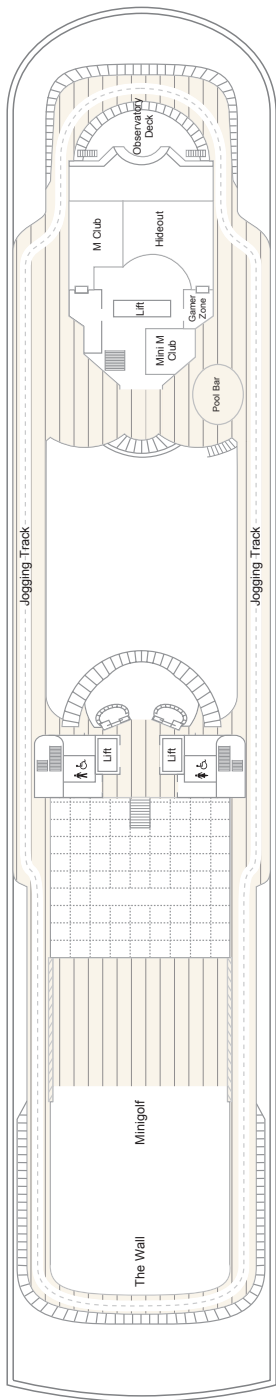 Observatory
Deck
M Club
Hideout
Lift
Gamer
Zone
Mini M
Club
Pool Bar
Jogging Track
Jogging Track
Lift
Lift
Minigolf
The Wall